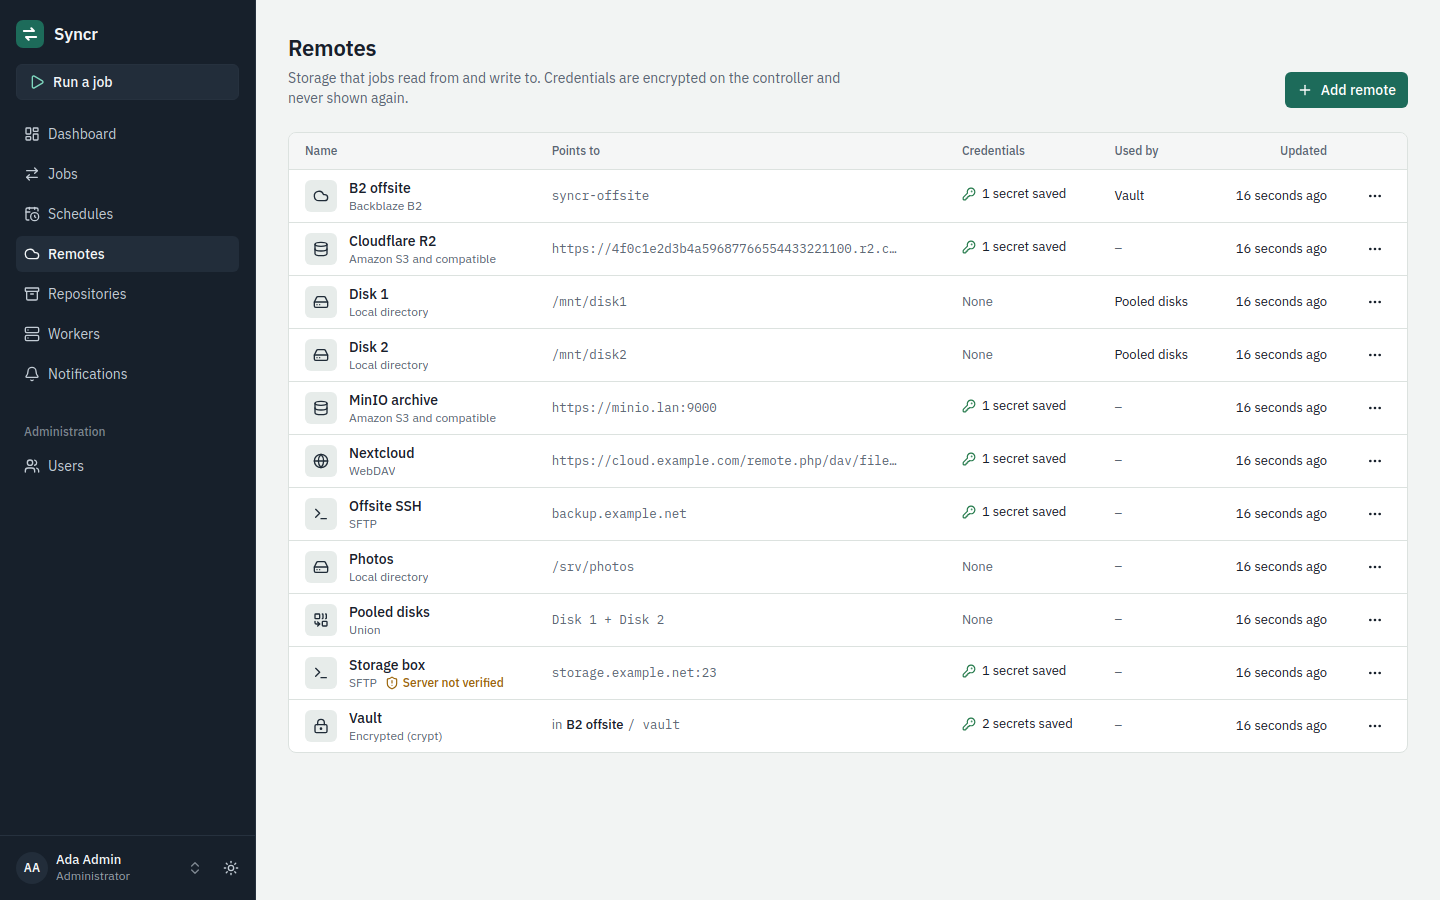 Syncr
Run a job
Dashboard
Jobs
Schedules
Remotes
Repositories
Workers
Notifications
Administration
Users
AA
Ada Admin
Administrator
Remotes
Storage that jobs read from and write to. Credentials are encrypted on the controller and
never shown again.
Add remote
Name Points to Credentials Used by Updated
B2 offsite
Backblaze B2
syncr-offsite 1 secret saved Vault 16 seconds ago
Cloudflare R2
Amazon S3 and compatible
https://4f0c1e2d3b4a59687766554433221100.r2.c… 1 secret saved – 16 seconds ago
Disk 1
Local directory
/mnt/disk1 None Pooled disks 16 seconds ago
Disk 2
Local directory
/mnt/disk2 None Pooled disks 16 seconds ago
MinIO archive
Amazon S3 and compatible
https://minio.lan:9000 1 secret saved – 16 seconds ago
Nextcloud
WebDAV
https://cloud.example.com/remote.php/dav/file… 1 secret saved – 16 seconds ago
Offsite SSH
SFTP
backup.example.net 1 secret saved – 16 seconds ago
Photos
Local directory
/srv/photos None – 16 seconds ago
Pooled disks
Union
Disk 1 + Disk 2 None – 16 seconds ago
Storage box
SFTP Server not verified
storage.example.net:23 1 secret saved – 16 seconds ago
Vault
Encrypted (crypt)
in B2 offsite / vault 2 secrets saved – 16 seconds ago